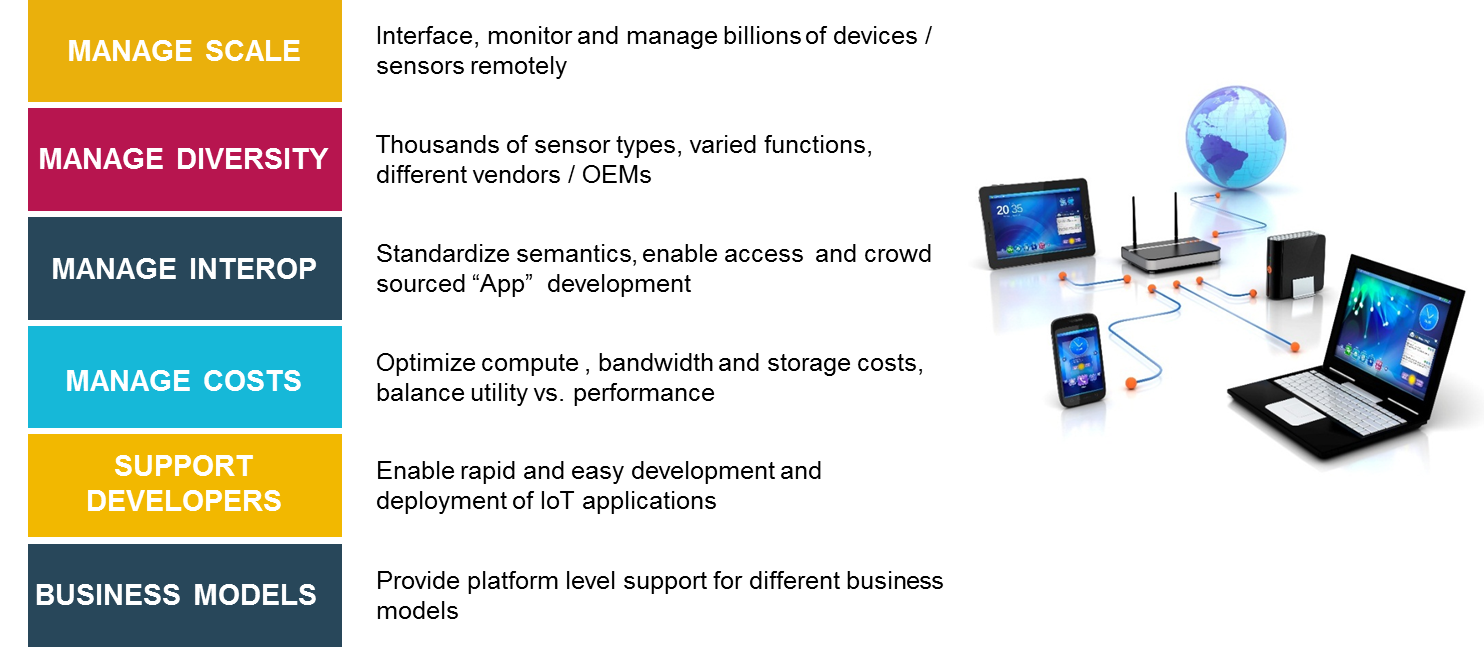 MANAGE SCALE
Interface, monitor and manage billions of devices /
sensors remotely
MANAGE DIVERSITY
Thousands of sensor types, varied functions,
different vendors / OEMs
MANAGE INTEROP
Standardize semantics, enable access and crowd
sourced “App” development
MANAGE COSTS
Optimize compute , bandwidth and storage costs,
balance utility vs. performance
SUPPORT
DEVELOPERS
Enable rapid and easy development and
deployment of IoT applications
BUSINESS MODELS
Provide platform level support for different business
models
20 35